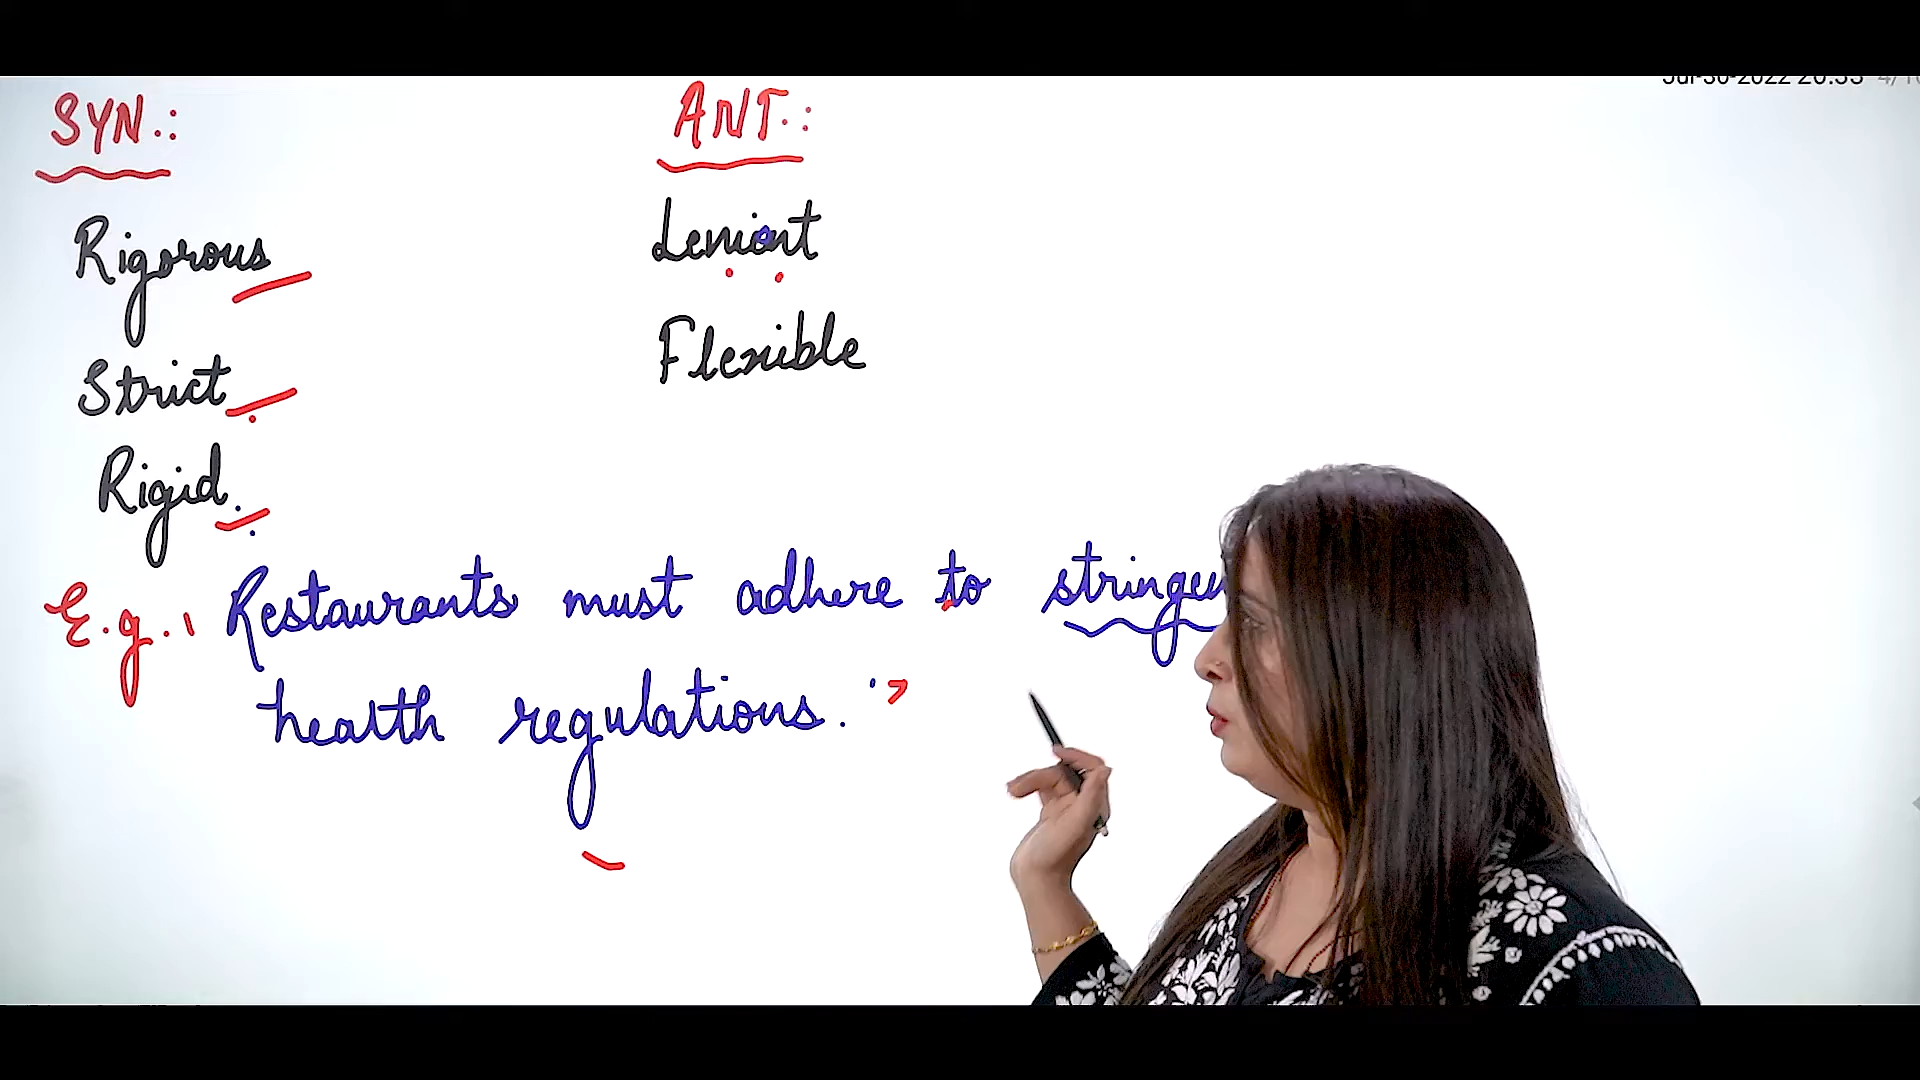 SYN.:
ANT.:
Rigorous
Lenient
Strict
Flexible
Rigid
E.g.: Restaurants must adhere to
health regulations.